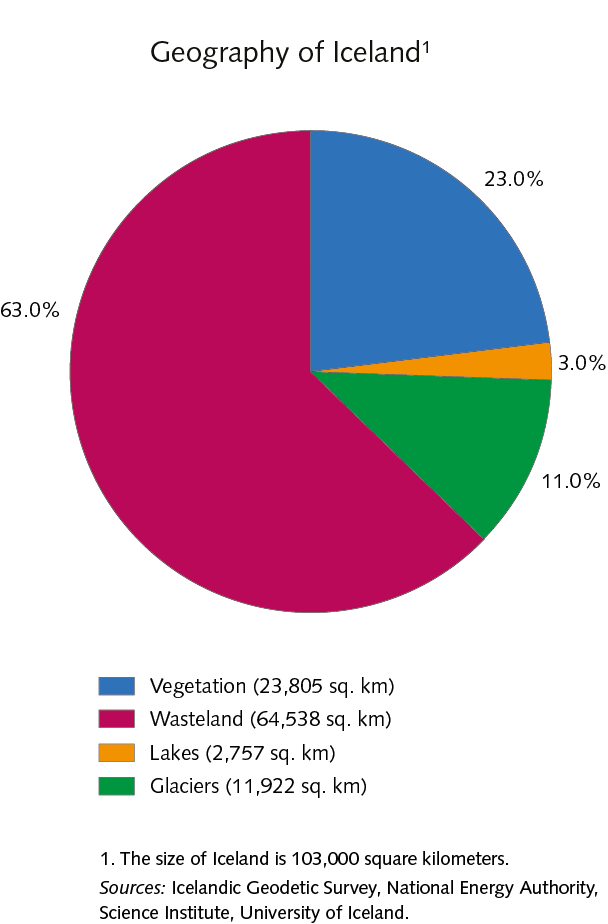 Geography of Iceland¹
23.0%
63.0%
3.0%
11.0%
Vegetation (23,805 sq. km)
Wasteland (64,538 sq. km)
Lakes (2,757 sq. km)
Glaciers (11,922 sq. km)
1. The size of Iceland is 103,000 square kilometers.
Sources: Icelandic Geodetic Survey, National Energy Authority,
Science Institute, University of Iceland.